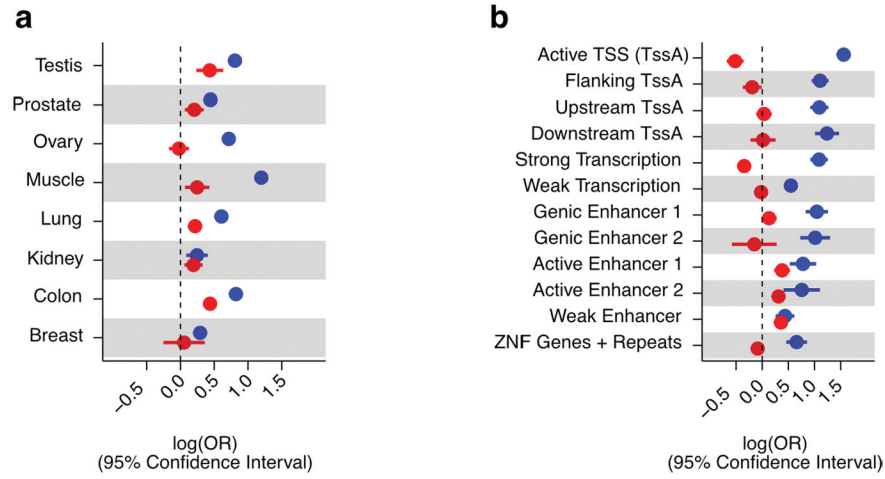 a
Testis
Prostate
Ovary
Muscle
Lung
Kidney
Colon
Breast
−0.5
0.0
0.5
1.0
1.5
log(OR)
(95% Confidence Interval)
b
Active TSS (TssA)
Flanking TssA
Upstream TssA
Downstream TssA
Strong Transcription
Weak Transcription
Genic Enhancer 1
Genic Enhancer 2
Active Enhancer 1
Active Enhancer 2
Weak Enhancer
ZNF Genes + Repeats
−0.5
0.0
0.5
1.0
1.5
log(OR)
(95% Confidence Interval)